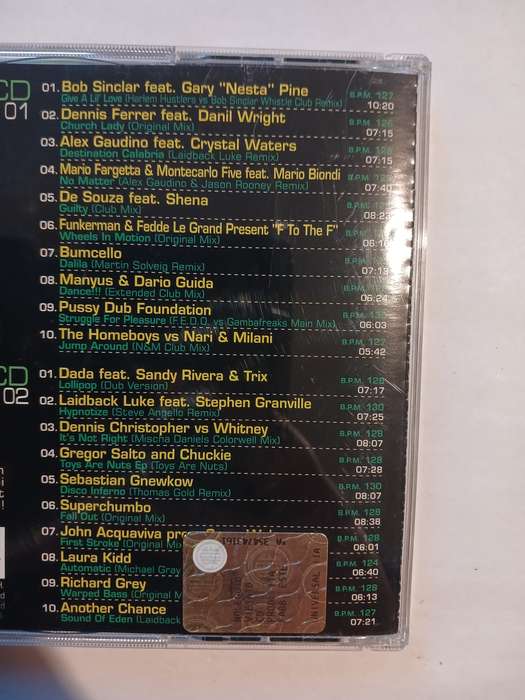 CD
01
01. Bob Sinclar feat. Gary "Nesta" Pine
Give A Lil' Love (Harlem Hustlers vs Bob Sinclar Whistle Club Remix)
B.P.M. 127
10:20
02. Dennis Ferrer feat. Danil Wright
Church Lady (Original Mix)
B.P.M. 126
07:15
03. Alex Gaudino feat. Crystal Waters
Destination Calabria (Laidback Luke Remix)
07:15
04. Mario Fargetta & Montecarlo Five feat. Mario Biondi
No Matter (Alex Gaudino & Jason Rooney Remix)
07:40
05. De Souza feat. Shena
Guilty (Club Mix)
06. Funkerman & Fedde Le Grand Present "F To The F"
Wheels In Motion (Original Mix)
07. Bumcello
Dalila (Martin Solveig Remix)
07:13
08. Manyus & Dario Guida
Dance!!! (Extended Club Mix)
06:24
09. Pussy Dub Foundation
Struggle For Pleasure (F.E.O.O. vs Gambafreaks Main Mix)
06:03
10. The Homeboys vs Nari & Milani
Jump Around (N&M Club Mix)
B.P.M. 127
05:42
CD
02
01. Dada feat. Sandy Rivera & Trix
Lollipop (Dub Version)
B.P.M. 128
07:17
02. Laidback Luke feat. Stephen Granville
Hypnotize (Steve Angello Remix)
B.P.M. 130
07:25
03. Dennis Christopher vs Whitney
It's Not Right (Mischa Daniels Colorwell Mix)
B.P.M. 128
08:07
04. Gregor Salto and Chuckie
Toys Are Nuts Ep (Toys Are Nuts)
B.P.M. 128
07:28
05. Sebastian Gnewkow
Disco Inferno (Thomas Gold Remix)
B.P.M. 130
08:07
06. Superchumbo
Fall Out (Original Mix)
B.P.M. 128
08:38
07. John Acquaviva
First Stroke (Original Mix
B.P.M. 128
06:01
08. Laura Kidd
Automatic (Michael Gray
B.P.M. 124
06:40
09. Richard Grey
Warped Bass (Original Mix
B.P.M. 128
06:13
10. Another Chance
Sound Of Eden (Laidback
B.P.M. 127
07:21